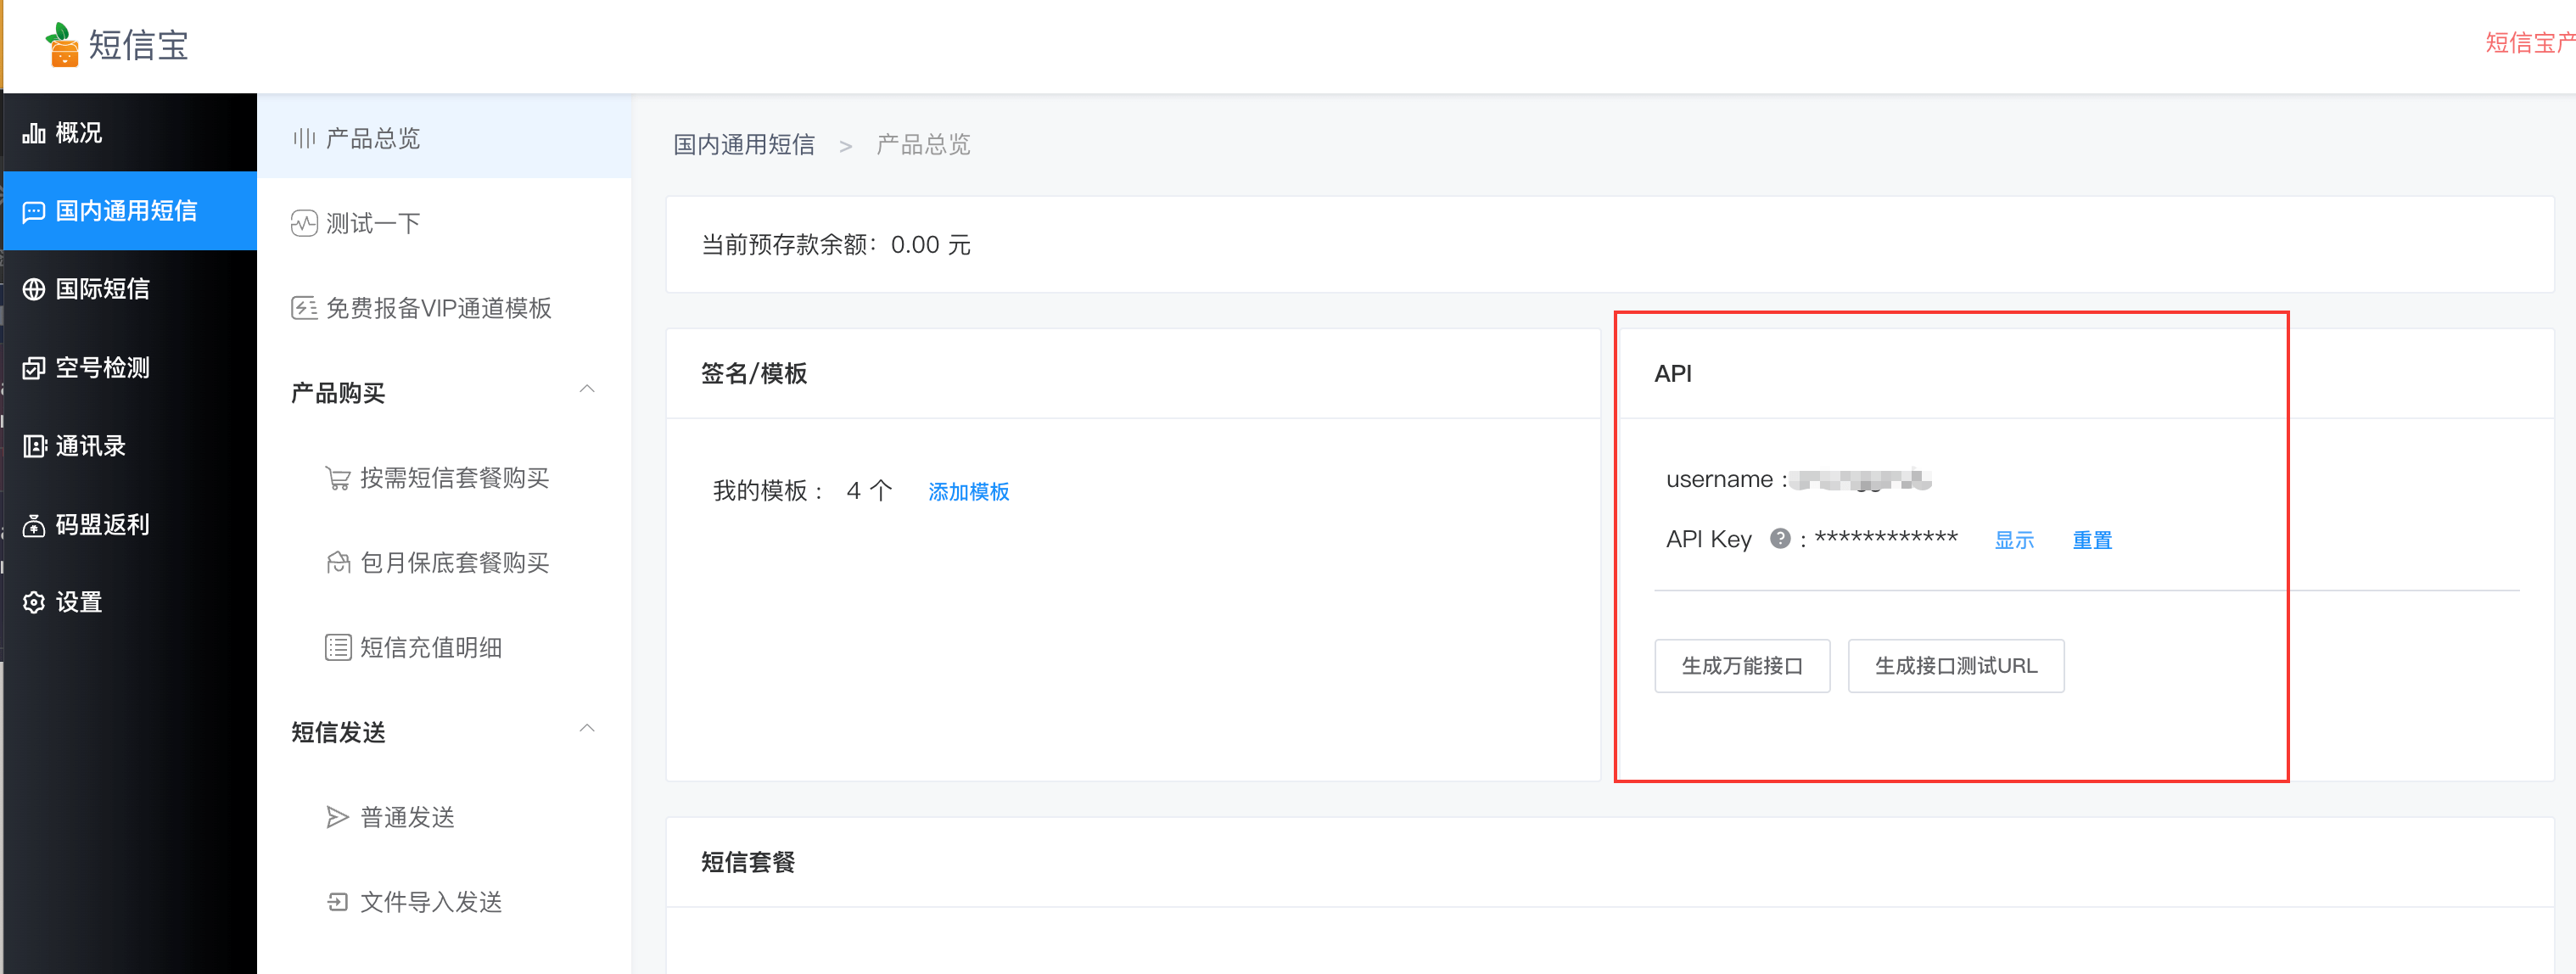 短信宝
短信宝产
概况
国内通用短信
国际短信
空号检测
通讯录
码盟返利
设置
产品总览
测试一下
免费报备VIP通道模板
产品购买
按需短信套餐购买
包月保底套餐购买
短信充值明细
短信发送
普通发送
文件导入发送
国内通用短信 > 产品总览
当前预存款余额：0.00 元
签名/模板
我的模板： 4 个 添加模板
API
username :
API Key ? : ************ 显示 重置
生成万能接口 生成接口测试URL
短信套餐